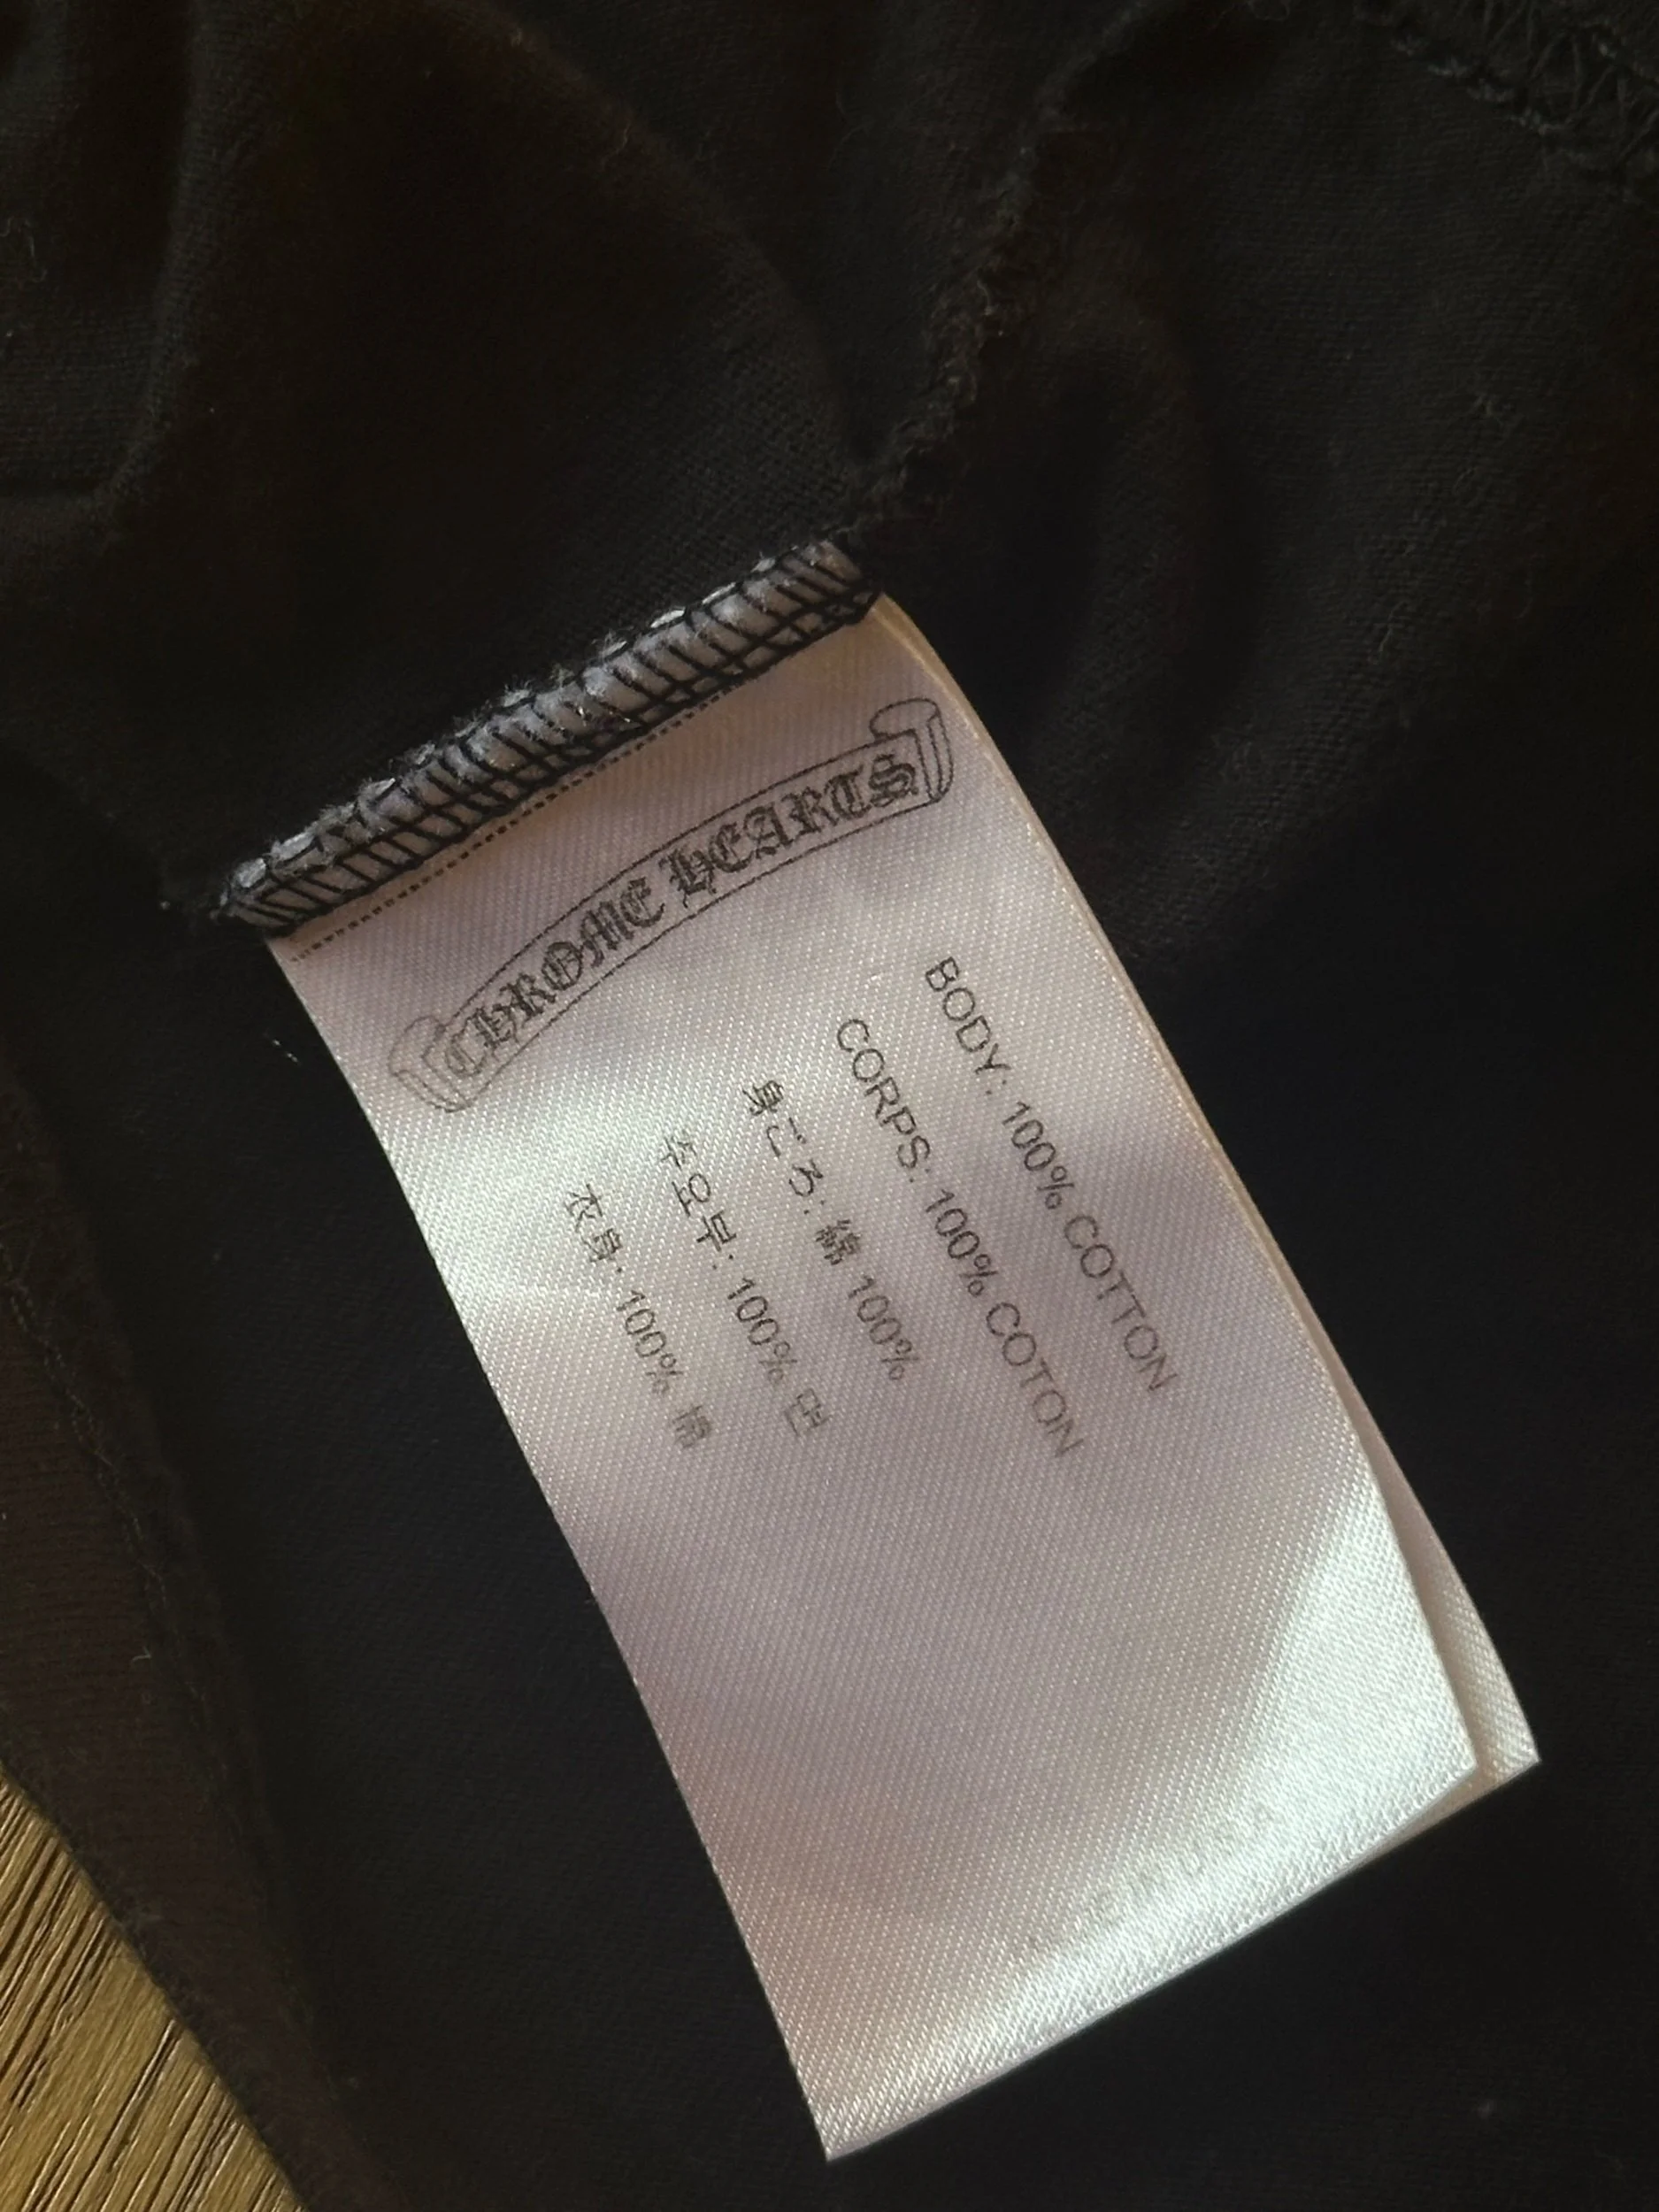 CHROME HEARTS
BODY: 100% COTTON
CORPS: 100% COTON
身ごろ: 綿 100%
주요부: 100% 면
衣身: 100% 棉